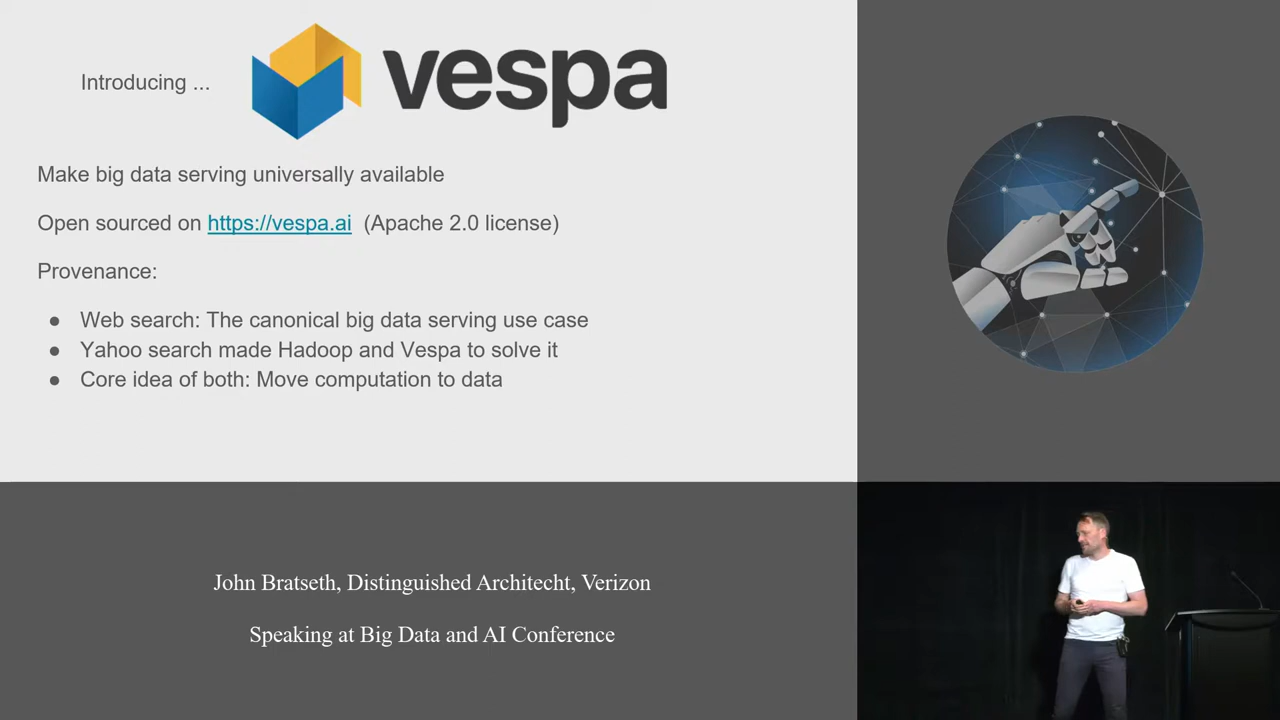 Introducing ...
vespa
Make big data serving universally available
Open sourced on https://vespa.ai (Apache 2.0 license)
Provenance:
● Web search: The canonical big data serving use case
● Yahoo search made Hadoop and Vespa to solve it
● Core idea of both: Move computation to data
John Bratseth, Distinguished Architecht, Verizon
Speaking at Big Data and AI Conference